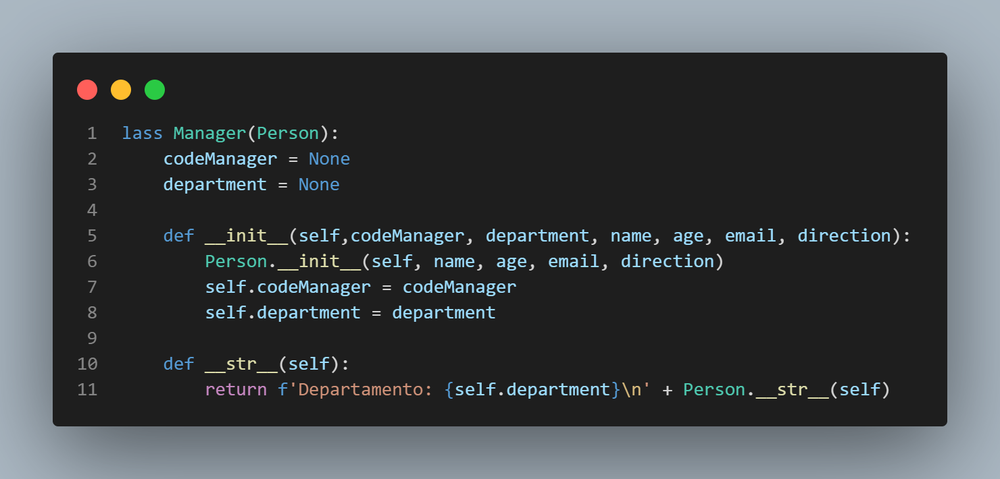 1 lass Manager(Person):
2     codeManager = None
3     department = None
4
5     def __init__(self,codeManager, department, name, age, email, direction):
6         Person.__init__(self, name, age, email, direction)
7         self.codeManager = codeManager
8         self.department = department
9
10     def __str__(self):
11         return f'Departamento: {self.department}\n' + Person.__str__(self)